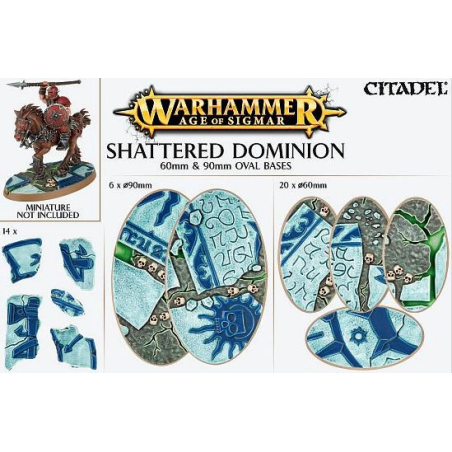 WARHAMMER
AGE OF SIGMAR
CITADEL
SHATTERED DOMINION
60mm & 90mm OVAL BASES
MINIATURE
NOT INCLUDED
6 x ø90mm
20 x ø60mm
14 x